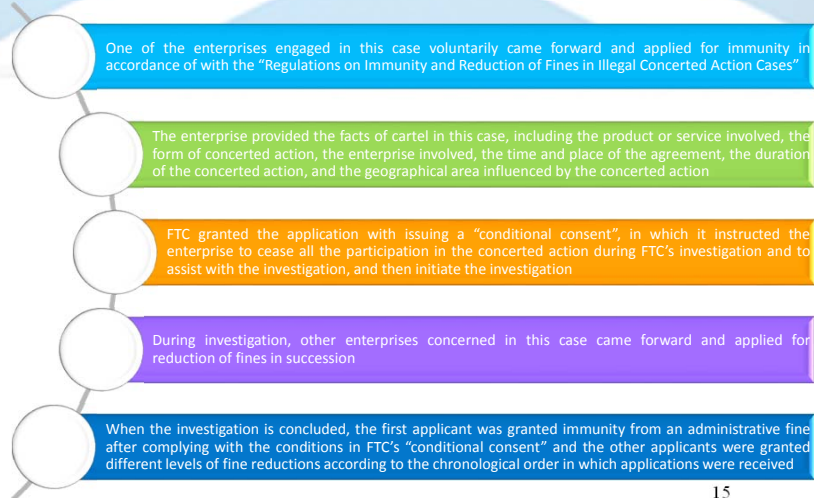 One of the enterprises engaged in this case voluntarily came forward and applied for immunity in
accordance of with the “Regulations on Immunity and Reduction of Fines in Illegal Concerted Action Cases”
The enterprise provided the facts of cartel in this case, including the product or service involved, the
form of concerted action, the enterprise involved, the time and place of the agreement, the duration
of the concerted action, and the geographical area influenced by the concerted action
FTC granted the application with issuing a “conditional consent”, in which it instructed the
enterprise to cease all the participation in the concerted action during FTC’s investigation and to
assist with the investigation, and then initiate the investigation
During investigation, other enterprises concerned in this case came forward and applied for
reduction of fines in succession
When the investigation is concluded, the first applicant was granted immunity from an administrative fine
after complying with the conditions in FTC’s “conditional consent” and the other applicants were granted
different levels of fine reductions according to the chronological order in which applications were received
15